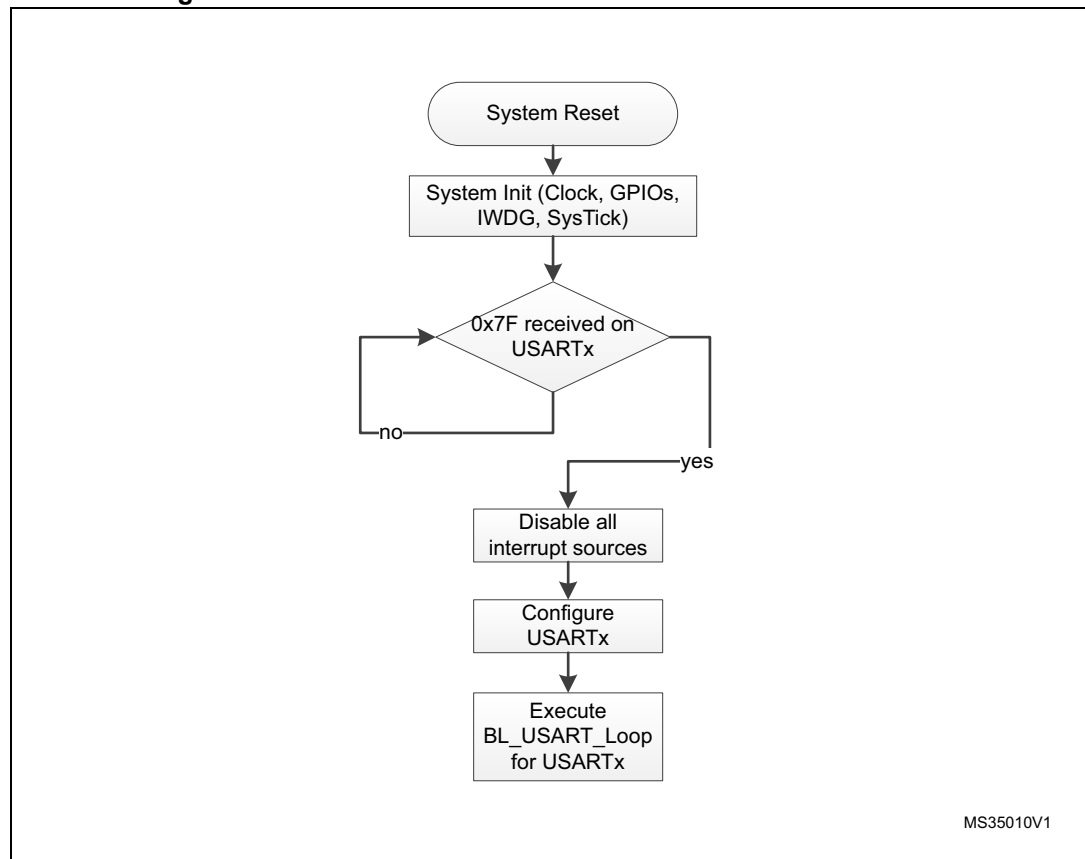 System Reset
System Init (Clock, GPIOs,
IWDG, SysTick)
0x7F received on
USARTx
no
yes
Disable all
interrupt sources
Configure
USARTx
Execute
BL_USART_Loop
for USARTx
MS35010V1